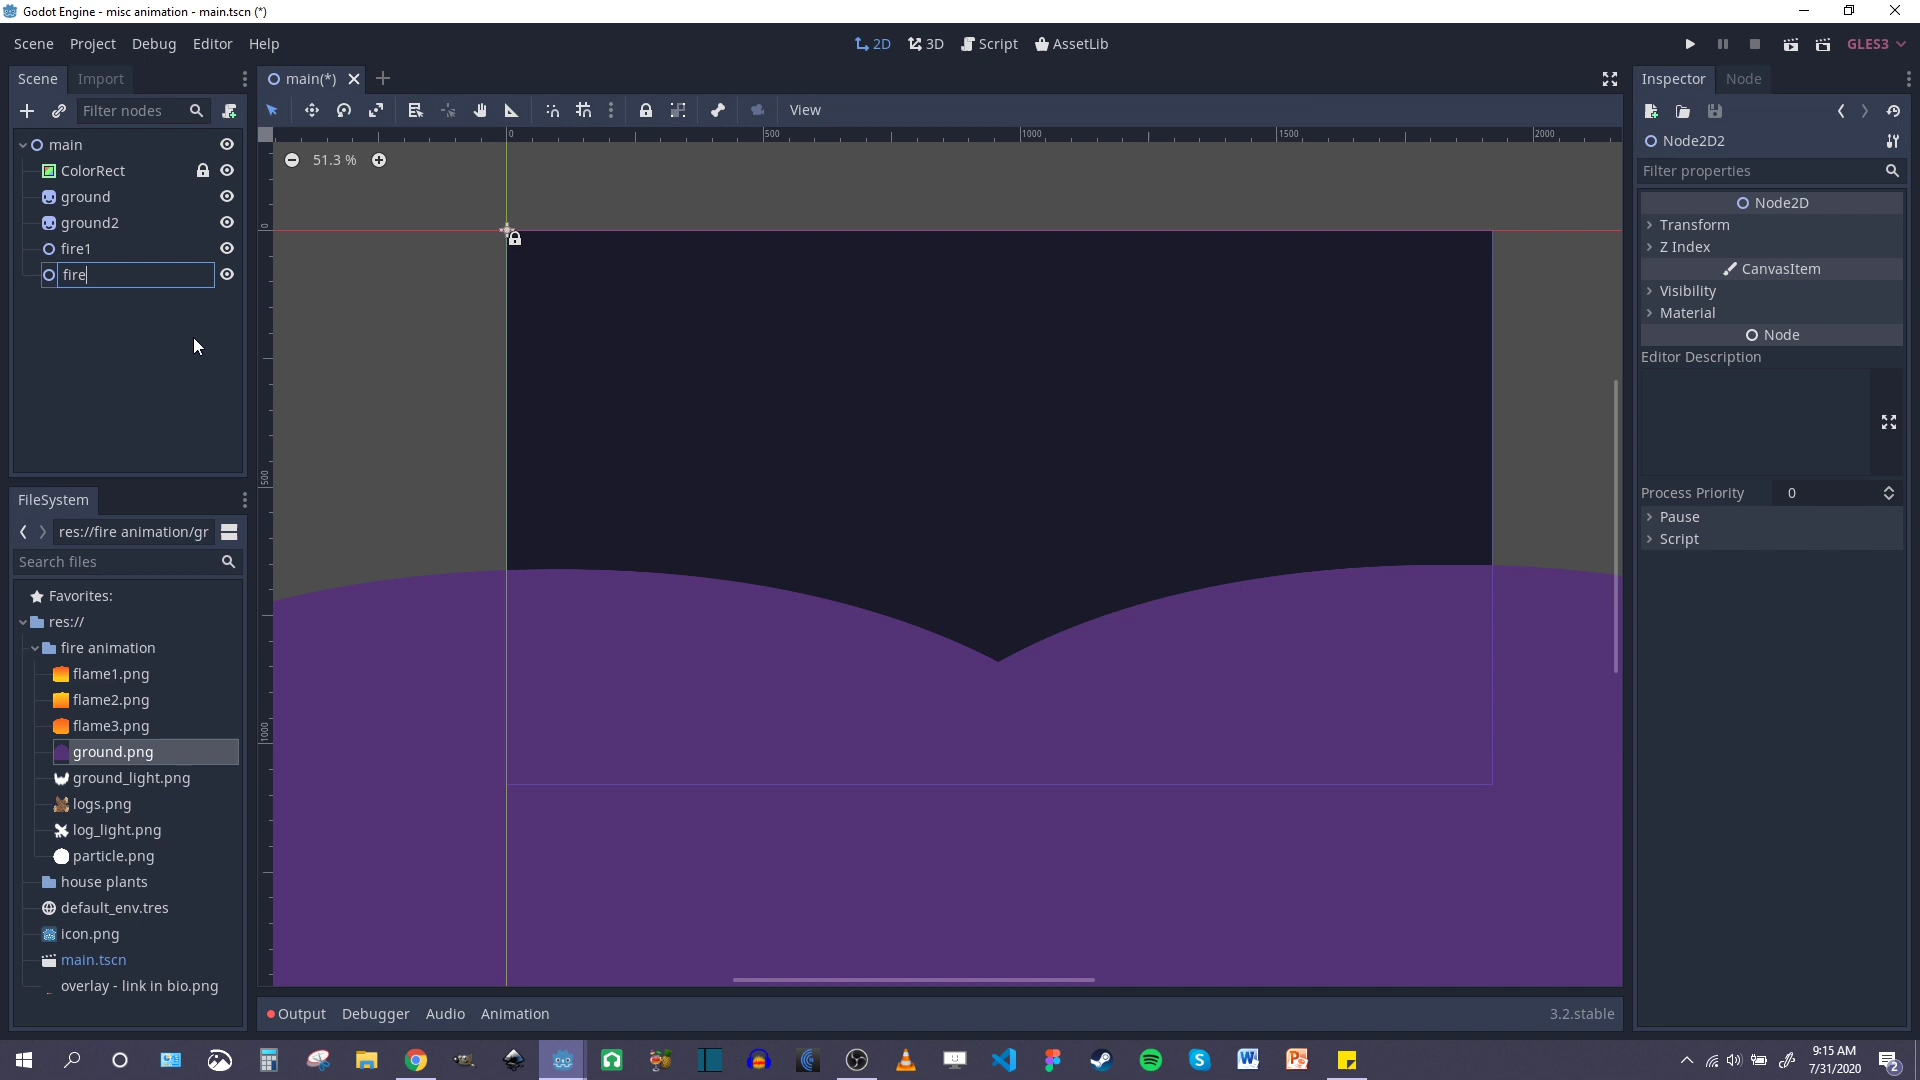 Godot Engine - misc animation - main.tscn (*)
Scene Project Debug Editor Help
2D 3D Script AssetLib
GLES3
Scene Import
main(*)
Inspector Node
Filter nodes
View
main
ColorRect
ground
ground2
fire1
fire
51.3 %
0 500 1000 1500 2000
0
500
1000
Node2D2
Filter properties
Node2D
Transform
Z Index
CanvasItem
Visibility
Material
Node
Editor Description
Process Priority 0
Pause
Script
FileSystem
res://fire animation/gr
Search files
Favorites:
res://
fire animation
flame1.png
flame2.png
flame3.png
ground.png
ground_light.png
logs.png
log_light.png
particle.png
house plants
default_env.tres
icon.png
main.tscn
overlay - link in bio.png
Output Debugger Audio Animation
3.2.stable
9:15 AM
7/31/2020
2